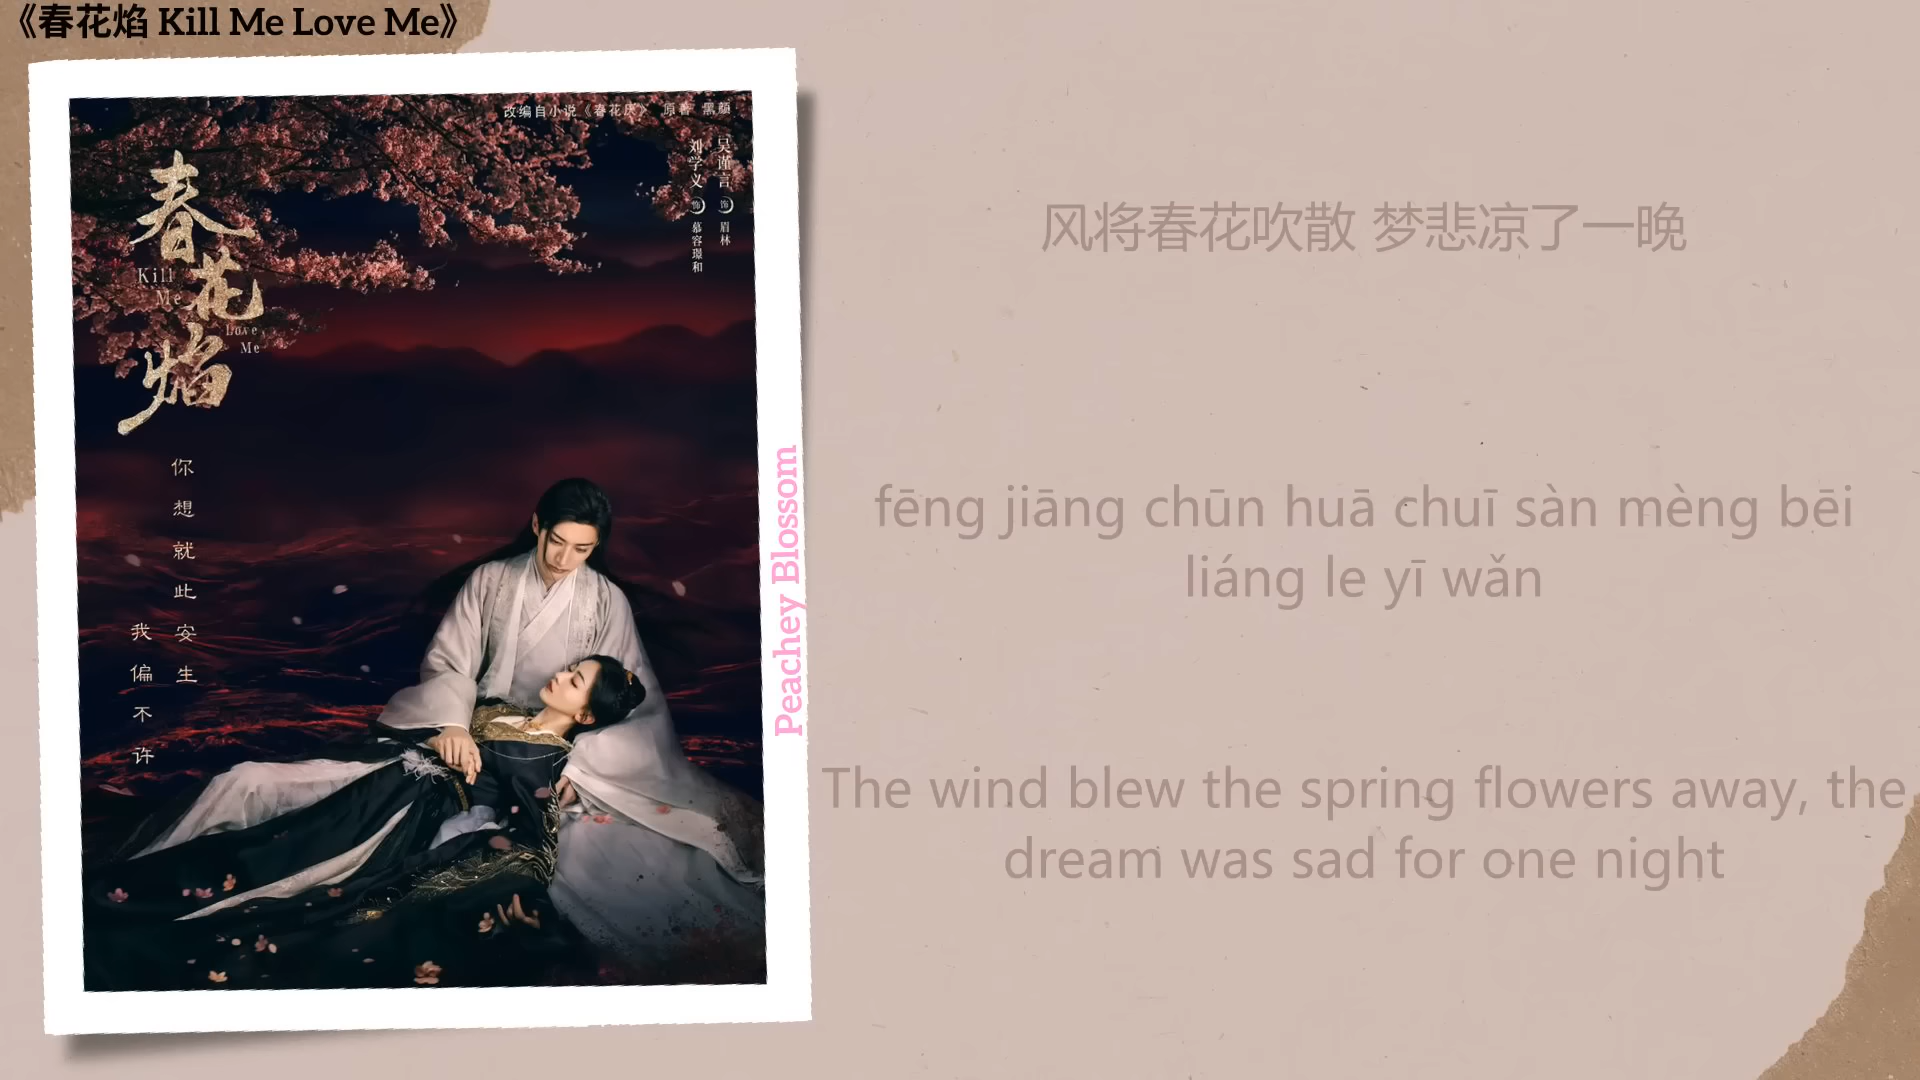 《春花焰 Kill Me Love Me》
改编自小说《春花厌》 原著 黑颜
吴谨言 饰 眉林
刘学义 饰 慕容璟和
春花焰
Kill
Me
Love
Me
你想就此安生
我偏不许
Peachey Blossom
风将春花吹散 梦悲凉了一晚
fēng jiāng chūn huā chuī sàn mèng bēi
liáng le yī wǎn
The wind blew the spring flowers away, the
dream was sad for one night